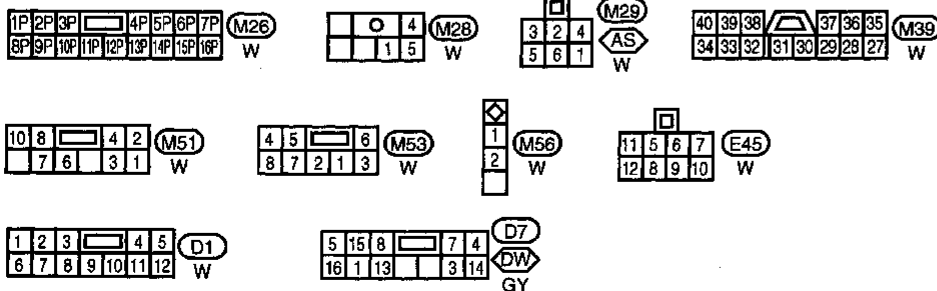 1P 2P 3P 4P 5P 6P 7P M26
8P 9P 10P 11P 12P 13P 14P 15P 16P
W
4 M28
1 5 W
M29
3 2 4 AS
5 6 1 W
40 39 38 37 36 35 M39
34 33 32 31 30 29 28 27 W
10 8 4 2 M51
7 6 3 1 W
4 5 6 M53
8 7 2 1 3 W
1 M56
2 W
11 5 6 7 E45
12 8 9 10 W
1 2 3 4 5 D1
6 7 8 9 10 11 12 W
5 15 8 7 4 D7
16 1 13 3 14 DW
GY